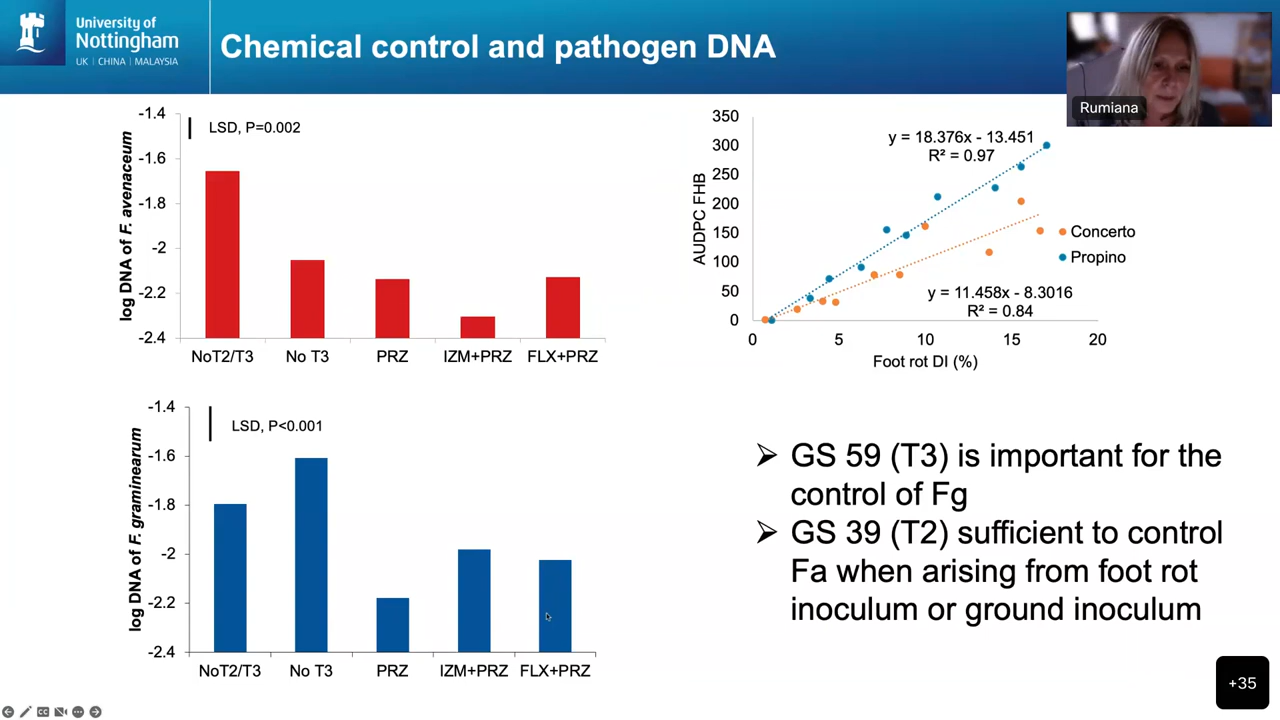 University of
Nottingham
UK | CHINA | MALAYSIA
Chemical control and pathogen DNA
Rumiana
log DNA of F. avenaceum
-1.4
-1.6
-1.8
-2
-2.2
-2.4
LSD, P=0.002
NoT2/T3 No T3 PRZ IZM+PRZ FLX+PRZ
AUDPC FHB
350
300
250
200
150
100
50
0
y = 18.376x - 13.451
R² = 0.97
Concerto
Propino
y = 11.458x - 8.3016
R² = 0.84
0 5 10 15 20
Foot rot DI (%)
log DNA of F. graminearum
-1.4
-1.6
-1.8
-2
-2.2
-2.4
LSD, P<0.001
NoT2/T3 No T3 PRZ IZM+PRZ FLX+PRZ
➢ GS 59 (T3) is important for the
control of Fg
➢ GS 39 (T2) sufficient to control
Fa when arising from foot rot
inoculum or ground inoculum
+35
CC